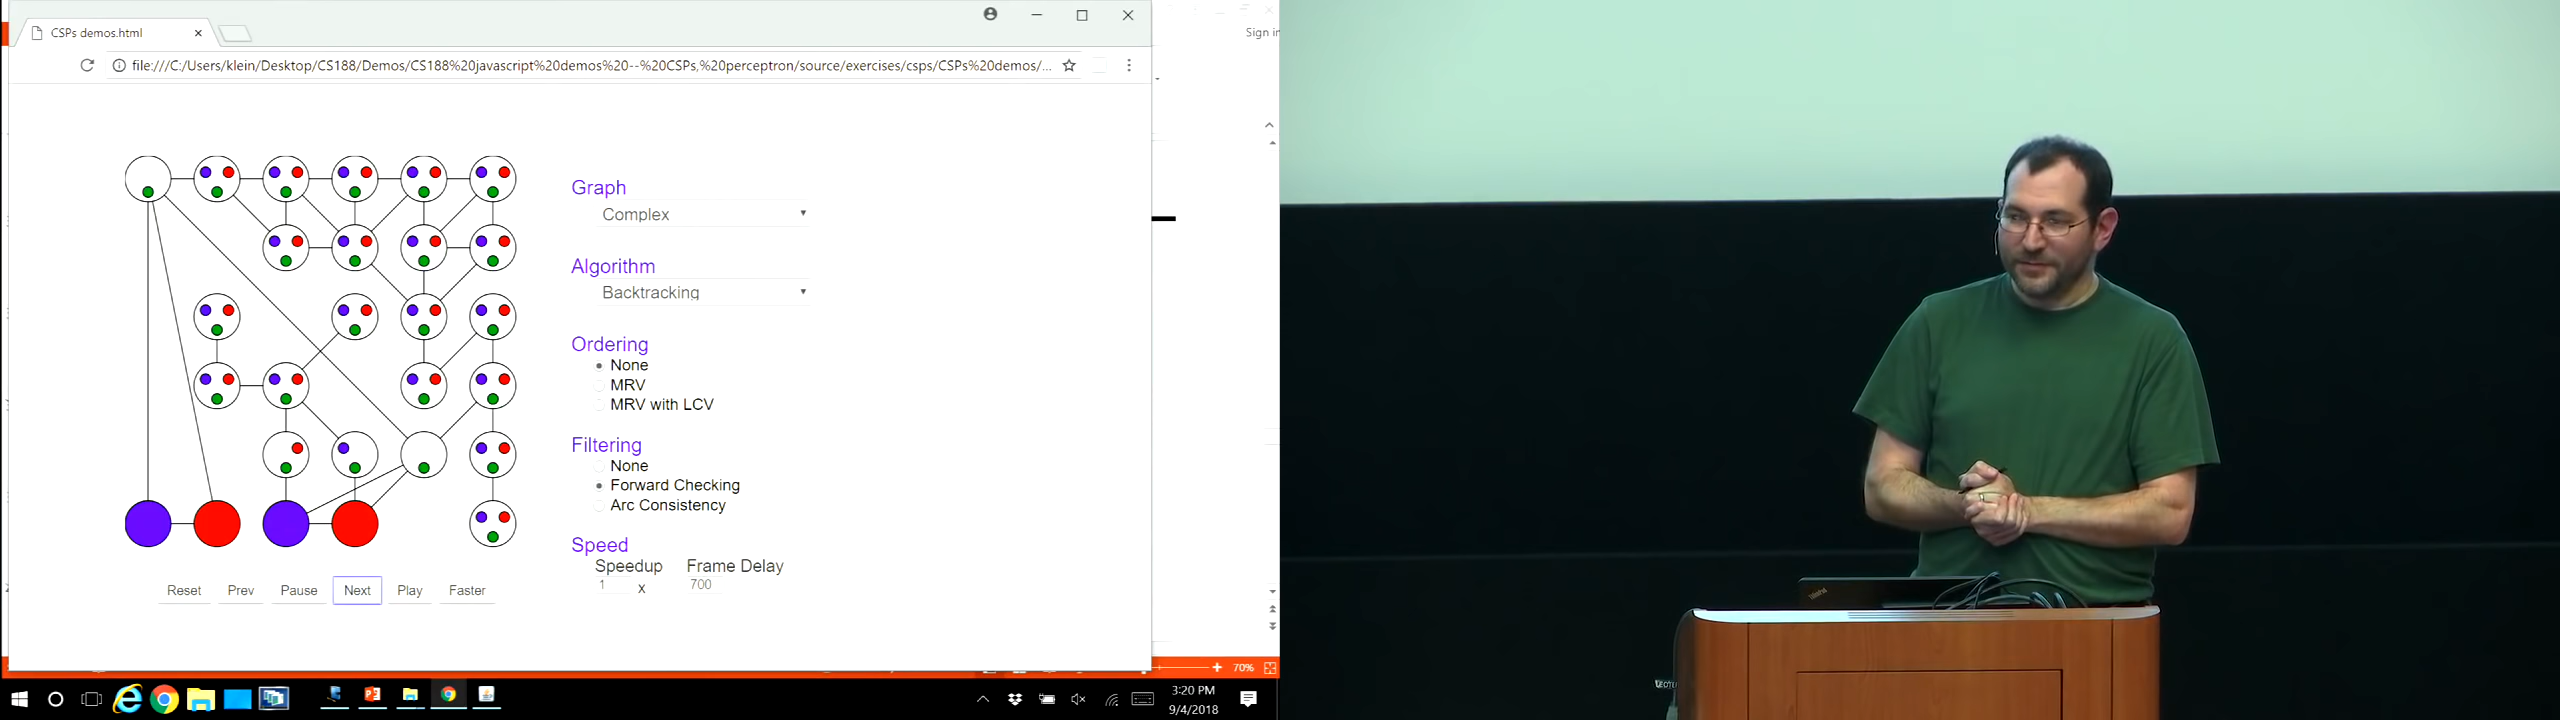 CSPs demos.html
Sign in
file:///C:/Users/klein/Desktop/CS188/Demos/CS188%20javascript%20demos%20--%20CSPs,%20perceptron/source/exercises/csps/CSPs%20demos/...
Graph
Complex
Algorithm
Backtracking
Ordering
None
MRV
MRV with LCV
Filtering
None
Forward Checking
Arc Consistency
Speed
Speedup Frame Delay
1 x 700
Reset Prev Pause Next Play Faster
70%
3:20 PM
9/4/2018
ThinkPad